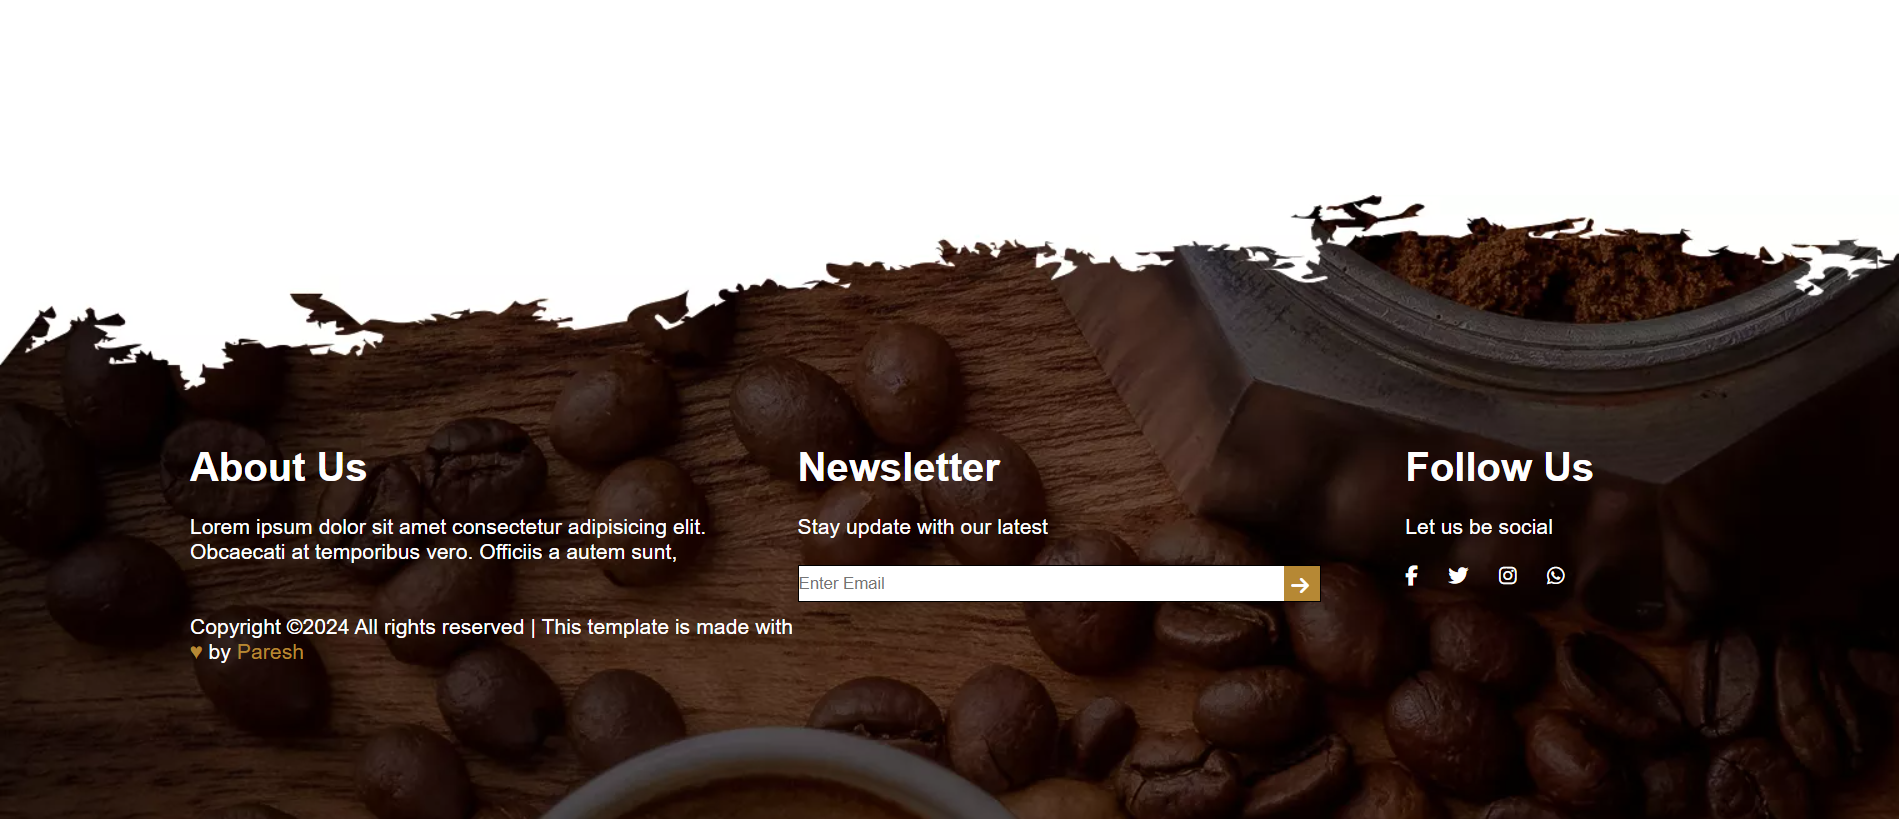 About Us
Lorem ipsum dolor sit amet consectetur adipisicing elit.
Obcaecati at temporibus vero. Officiis a autem sunt,
Copyright ©2024 All rights reserved | This template is made with
♥ by Paresh
Newsletter
Stay update with our latest
Enter Email
Follow Us
Let us be social